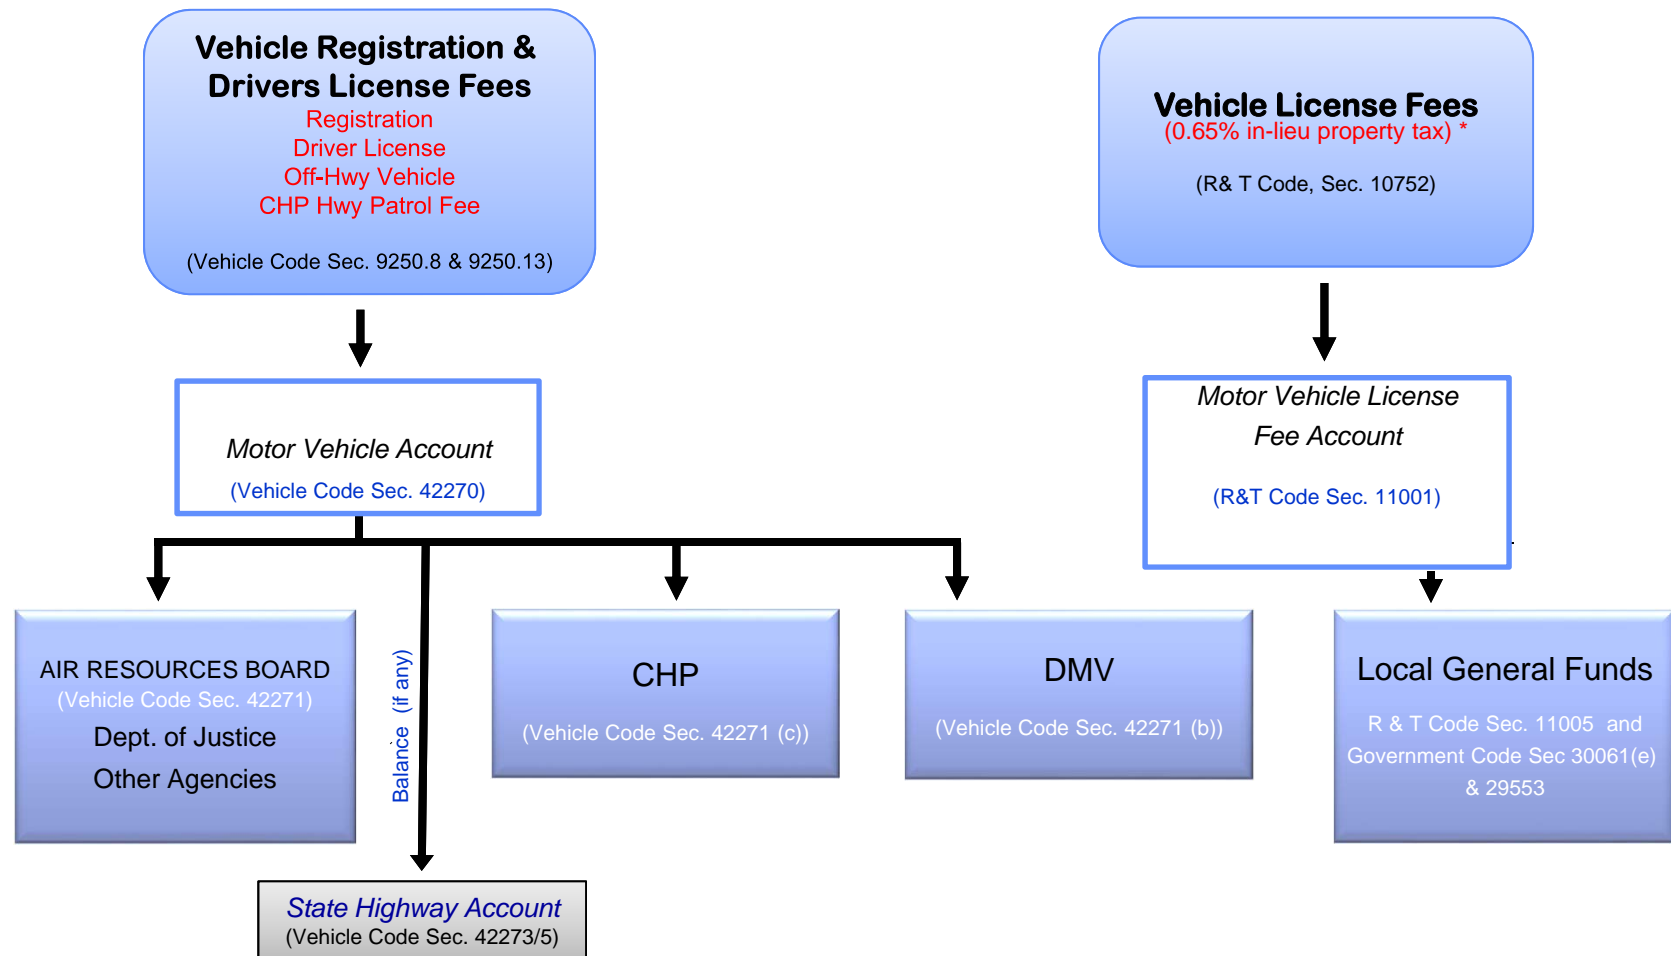 Vehicle Registration &
Drivers License Fees
Registration
Driver License
Off-Hwy Vehicle
CHP Hwy Patrol Fee
(Vehicle Code Sec. 9250.8 & 9250.13)
Vehicle License Fees
(0.65% in-lieu property tax) *
(R& T Code, Sec. 10752)
Motor Vehicle Account
(Vehicle Code Sec. 42270)
Motor Vehicle License
Fee Account
(R&T Code Sec. 11001)
AIR RESOURCES BOARD
(Vehicle Code Sec. 42271)
Dept. of Justice
Other Agencies
Balance (if any)
CHP
(Vehicle Code Sec. 42271 (c))
DMV
(Vehicle Code Sec. 42271 (b))
Local General Funds
R & T Code Sec. 11005 and
Government Code Sec 30061(e)
& 29553
State Highway Account
(Vehicle Code Sec. 42273/5)